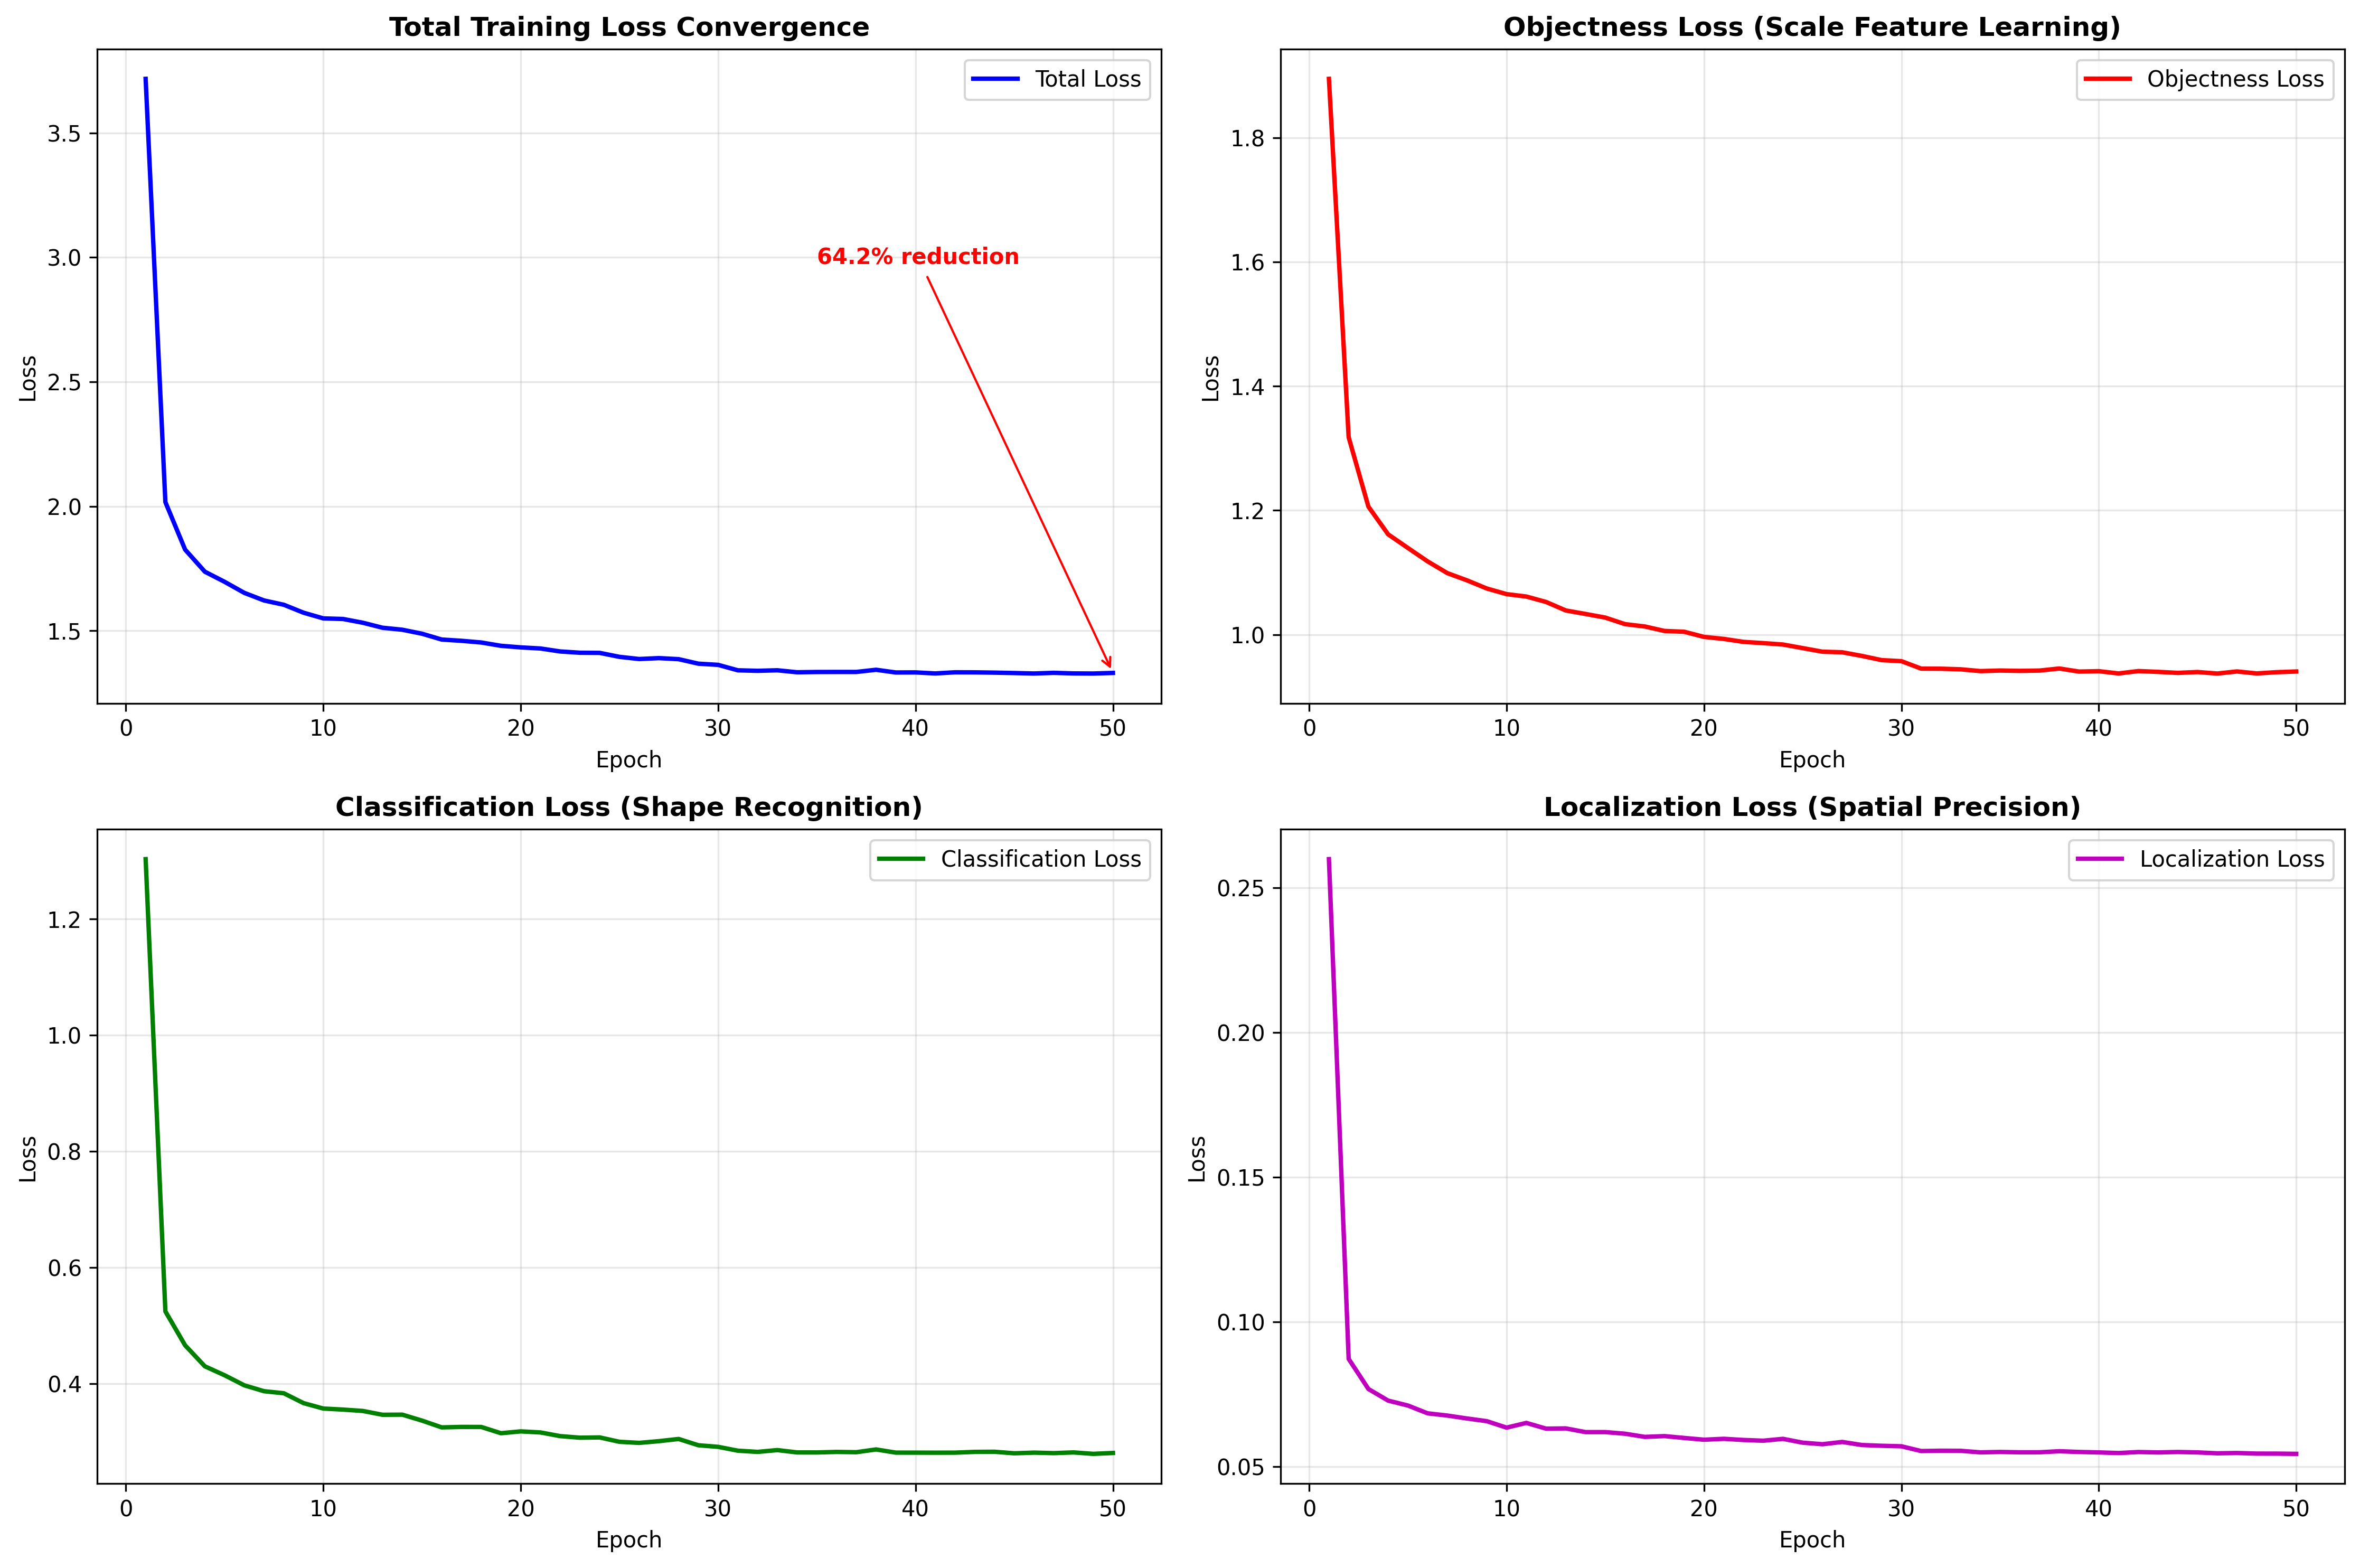 Total Training Loss Convergence
Total Loss
64.2% reduction
Loss
3.5
3.0
2.5
2.0
1.5
0 10 20 30 40 50
Epoch
Objectness Loss (Scale Feature Learning)
Objectness Loss
Loss
1.8
1.6
1.4
1.2
1.0
0 10 20 30 40 50
Epoch
Classification Loss (Shape Recognition)
Classification Loss
Loss
1.2
1.0
0.8
0.6
0.4
0 10 20 30 40 50
Epoch
Localization Loss (Spatial Precision)
Localization Loss
Loss
0.25
0.20
0.15
0.10
0.05
0 10 20 30 40 50
Epoch